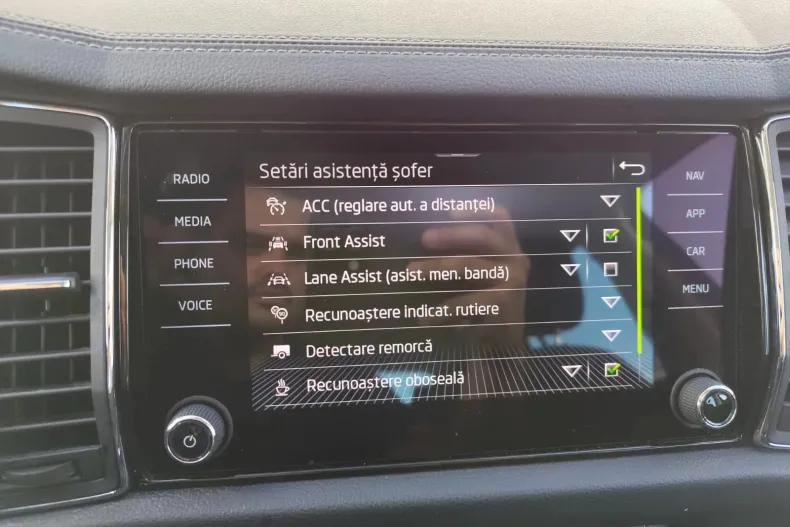 Setări asistență șofer
RADIO
MEDIA
PHONE
VOICE
ACC (reglare aut. a distanței)
Front Assist
Lane Assist (asist. men. bandă)
Recunoaștere indicat. rutiere
Detectare remorcă
Recunoaștere oboseală
NAV
APP
CAR
MENU